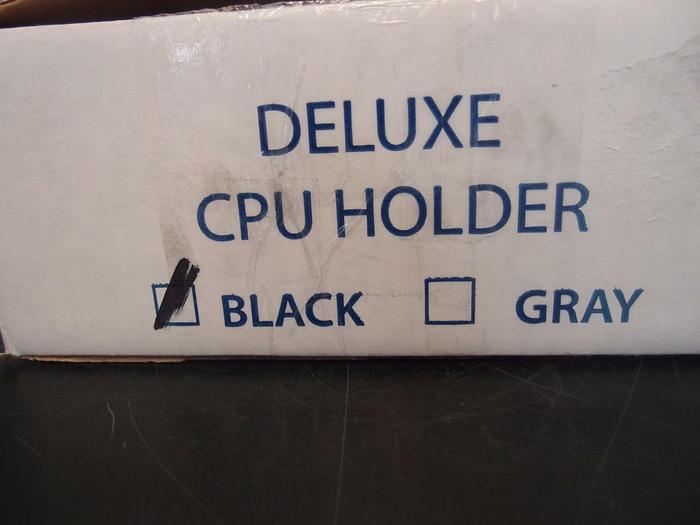 DELUXE
CPU HOLDER
BLACK GRAY